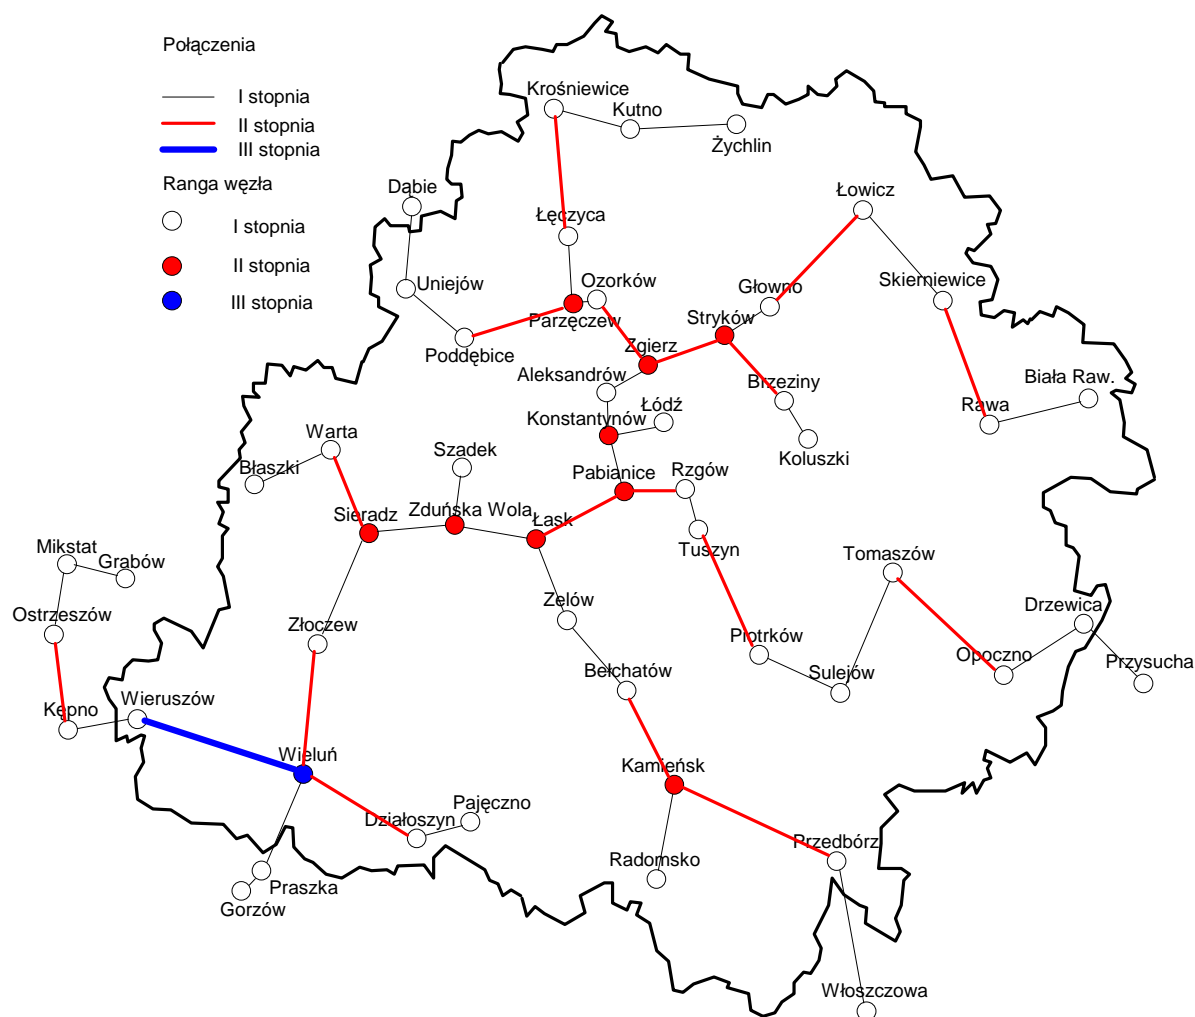 Połączenia
I stopnia
II stopnia
III stopnia
Ranga węzła
I stopnia
II stopnia
III stopnia
Krośniewice
Kutno
Żychlin
Dąbie
Łęczyca
Łowicz
Uniejów
Ozorków
Głowno
Skierniewice
Parzęczew
Stryków
Poddębice
Zgierz
Aleksandrów
Brzeziny
Biała Raw.
Łódź
Rawa
Konstantynów
Warta
Szadek
Koluszki
Błaszki
Pabianice
Rzgów
Sieradz
Zduńska Wola
Łask
Mikstat
Grabów
Tuszyn
Tomaszów
Ostrzeszów
Złoczew
Zelów
Drzewica
Piotrków
Sulejów
Opoczno
Przysucha
Bełchatów
Wieruszów
Kępno
Wieluń
Kamieńsk
Pajęczno
Działoszyn
Przedbórz
Radomsko
Praszka
Gorzów
Włoszczowa